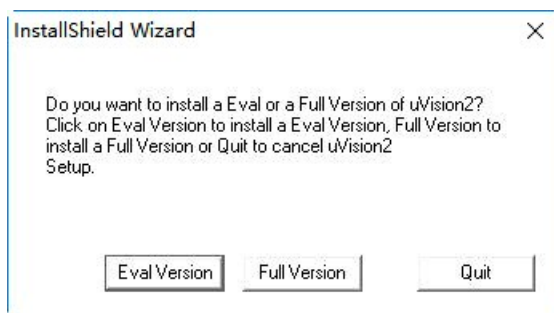 InstallShield Wizard
Do you want to install a Eval or a Full Version of uVision2?
Click on Eval Version to install a Eval Version, Full Version to
install a Full Version or Quit to cancel uVision2
Setup.
Eval Version Full Version Quit